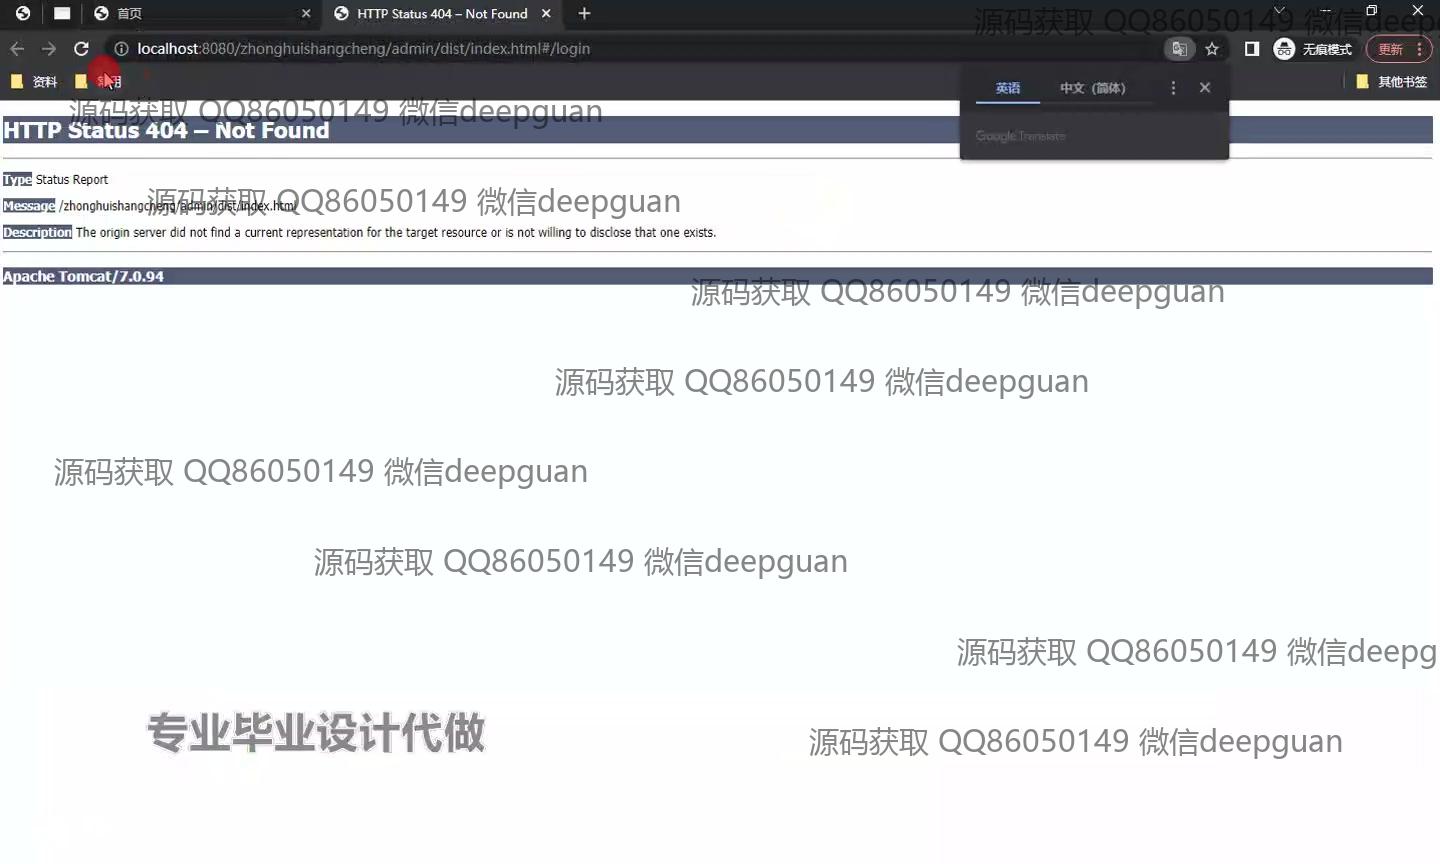 首页
HTTP Status 404 – Not Found
源码获取 QQ86050149 微信deepguan
localhost:8080/zhonghuishangcheng/admin/dist/index.html#/login
无痕模式
更新
资料
常用
英语
中文（简体）
其他书签
源码获取 QQ86050149 微信deepguan
Google Translate
HTTP Status 404 – Not Found
Type Status Report
源码获取 QQ86050149 微信deepguan
Message /zhonghuishangcheng/admin/dist/index.html
Description The origin server did not find a current representation for the target resource or is not willing to disclose that one exists.
Apache Tomcat/7.0.94
源码获取 QQ86050149 微信deepguan
源码获取 QQ86050149 微信deepguan
源码获取 QQ86050149 微信deepguan
源码获取 QQ86050149 微信deepguan
源码获取 QQ86050149 微信deepg
专业毕业设计代做
源码获取 QQ86050149 微信deepguan